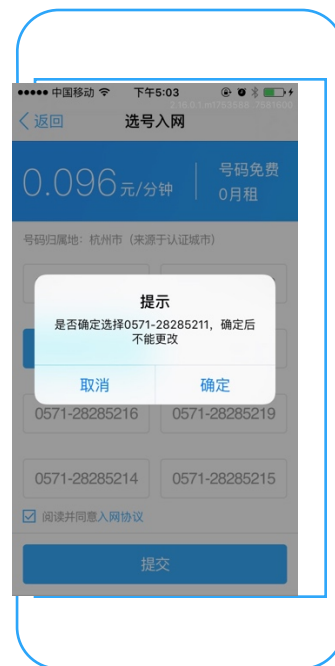 中国移动 下午5:03
返回 选号入网
0.096元/分钟 号码免费
0月租
号码归属地：杭州市（来源于认证城市）
提示
是否确定选择0571-28285211，确定后
不能更改
取消 确定
0571-28285216 0571-28285219
0571-28285214 0571-28285215
阅读并同意入网协议
提交